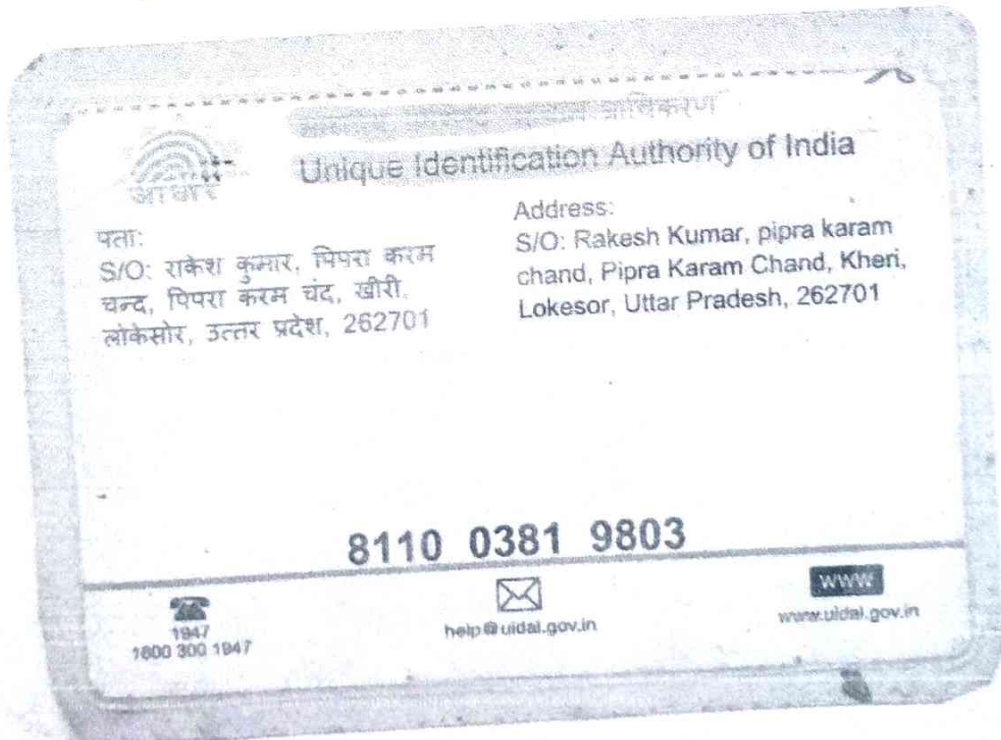 प्राधिकरण
Unique Identification Authority of India
आधार
पता:
S/O: राकेश कुमार, पिपरा करम
चन्द, पिपरा करम चंद, खीरी,
लोकेसोर, उत्तर प्रदेश, 262701
Address:
S/O: Rakesh Kumar, pipra karam
chand, Pipra Karam Chand, Kheri,
Lokesor, Uttar Pradesh, 262701
8110 0381 9803
1947
1800 300 1947
help@uidai.gov.in
WWW
www.uidai.gov.in